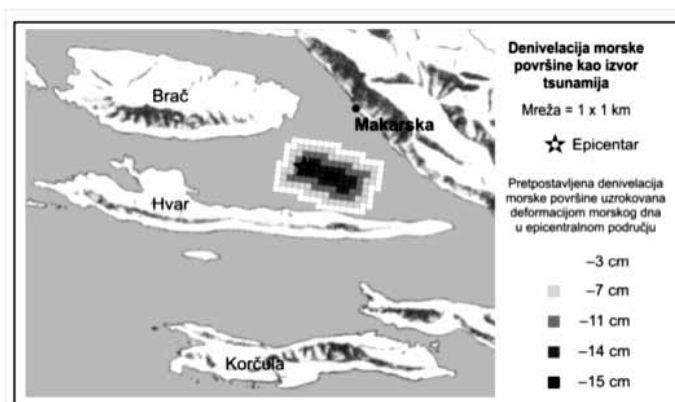 Brač
Makarska
Hvar
Korčula
Denivelacija morske
površine kao izvor
tsunamija
Mreža = 1 x 1 km
Epicentar
Pretpostavljena denivelacija
morske površine uzrokovana
deformacijom morskog dna
u epicentralnom području
–3 cm
–7 cm
–11 cm
–14 cm
–15 cm